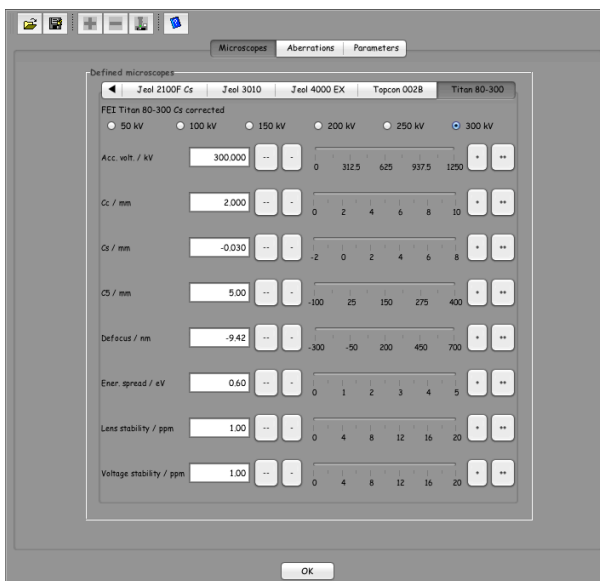 Microscopes Aberrations Parameters
Defined microscopes
Jeol 2100F Cs Jeol 3010 Jeol 4000 EX Topcon 002B Titan 80-300
FEI Titan 80-300 Cs corrected
50 kV 100 kV 150 kV 200 kV 250 kV 300 kV
Acc. volt. / kV 300.000 -- - + ++
0 312.5 625 937.5 1250
Cc / mm 2.000 -- - + ++
0 2 4 6 8 10
Cs / mm -0.030 -- - + ++
-2 0 2 4 6 8
C5 / mm 5.00 -- - + ++
-100 25 150 275 400
Defocus / nm -9.42 -- - + ++
-300 -50 200 450 700
Ener. spread / eV 0.60 -- - + ++
0 1 2 3 4 5
Lens stability / ppm 1.00 -- - + ++
0 4 8 12 16 20
Voltage stability / ppm 1.00 -- - + ++
0 4 8 12 16 20
OK